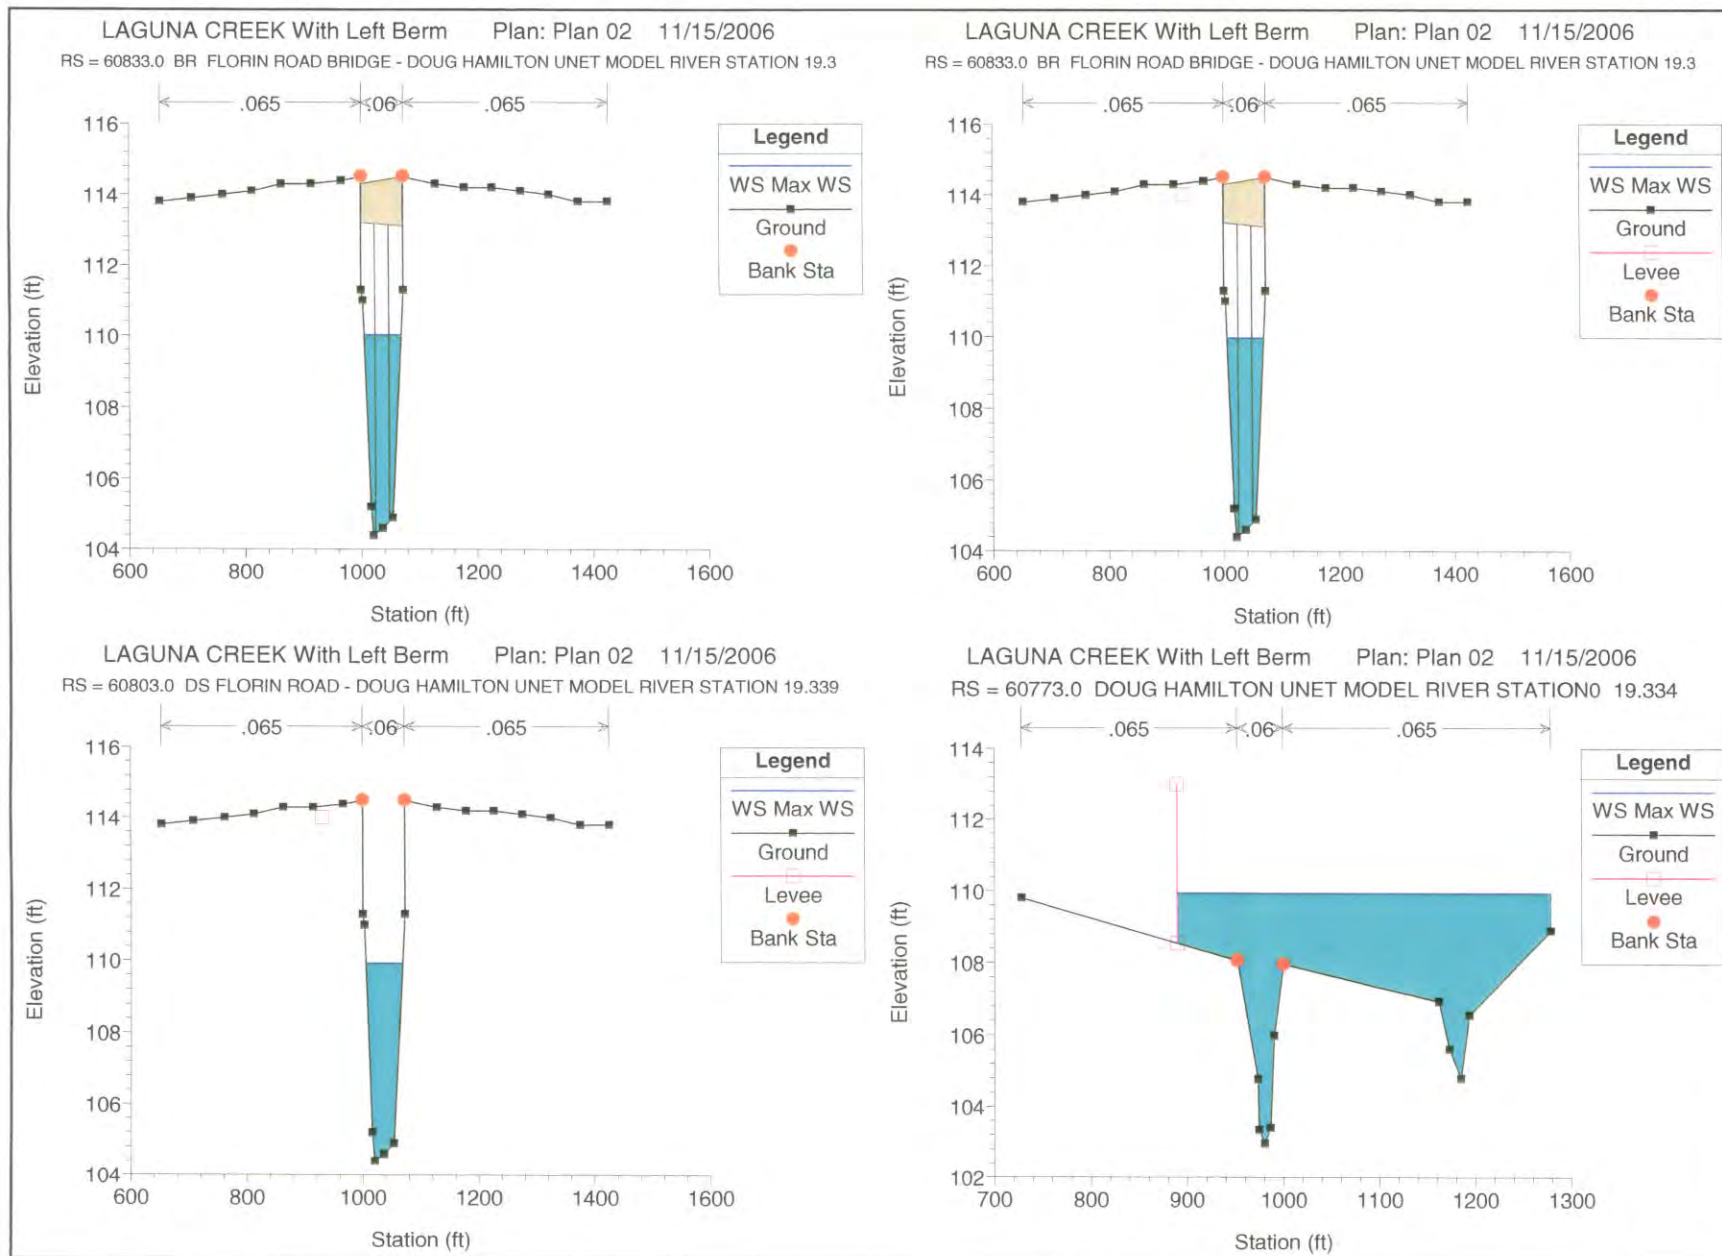 LAGUNA CREEK With Left Berm Plan: Plan 02 11/15/2006
RS = 60833.0 BR FLORIN ROAD BRIDGE - DOUG HAMILTON UNET MODEL RIVER STATION 19.3
.065 .06 .065
116
114
112
110
108
106
104
600 800 1000 1200 1400 1600
Elevation (ft)
Station (ft)
Legend
WS Max WS
Ground
Bank Sta
LAGUNA CREEK With Left Berm Plan: Plan 02 11/15/2006
RS = 60833.0 BR FLORIN ROAD BRIDGE - DOUG HAMILTON UNET MODEL RIVER STATION 19.3
.065 .06 .065
116
114
112
110
108
106
104
600 800 1000 1200 1400 1600
Elevation (ft)
Station (ft)
Legend
WS Max WS
Ground
Levee
Bank Sta
LAGUNA CREEK With Left Berm Plan: Plan 02 11/15/2006
RS = 60803.0 DS FLORIN ROAD - DOUG HAMILTON UNET MODEL RIVER STATION 19.339
.065 .06 .065
116
114
112
110
108
106
104
600 800 1000 1200 1400 1600
Elevation (ft)
Station (ft)
Legend
WS Max WS
Ground
Levee
Bank Sta
LAGUNA CREEK With Left Berm Plan: Plan 02 11/15/2006
RS = 60773.0 DOUG HAMILTON UNET MODEL RIVER STATION0 19.334
.065 .06 .065
114
112
110
108
106
104
102
700 800 900 1000 1100 1200 1300
Elevation (ft)
Station (ft)
Legend
WS Max WS
Ground
Levee
Bank Sta